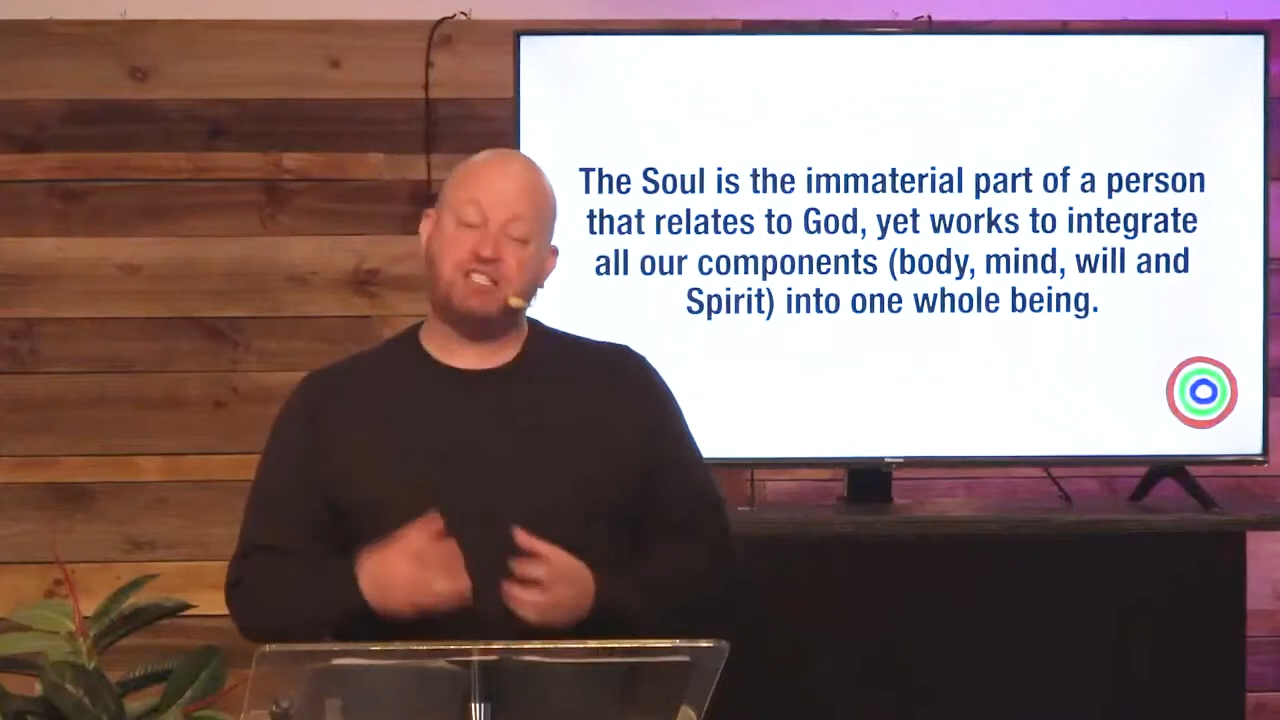 The Soul is the immaterial part of a person
that relates to God, yet works to integrate
all our components (body, mind, will and
Spirit) into one whole being.